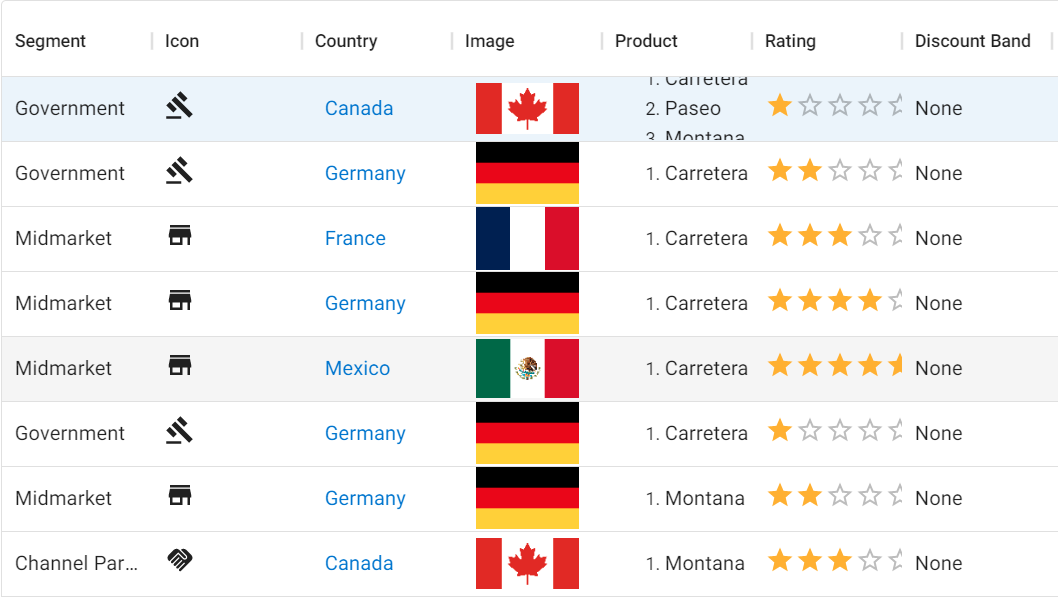 Segment Icon Country Image Product Rating Discount Band
1. Carretera
Government Canada 2. Paseo None
3. Montana
Government Germany 1. Carretera None
Midmarket France 1. Carretera None
Midmarket Germany 1. Carretera None
Midmarket Mexico 1. Carretera None
Government Germany 1. Carretera None
Midmarket Germany 1. Montana None
Channel Par... Canada 1. Montana None